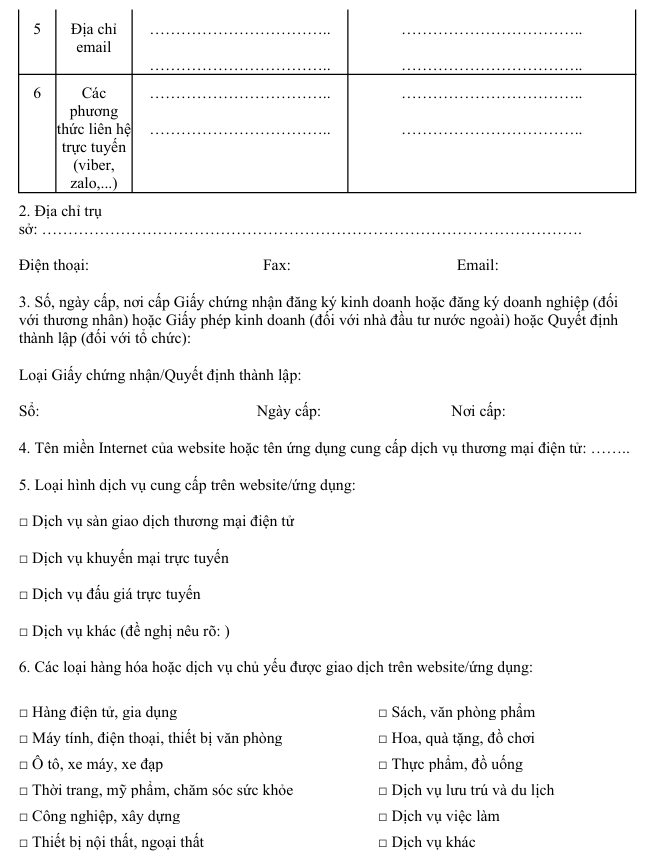 5 Địa chỉ …………………………….. ……………………………..
email
…………………………….. ……………………………..
6 Các …………………………….. ……………………………..
phương
thức liên hệ …………………………….. ……………………………..
trực tuyến
(viber,
zalo,...)
2. Địa chỉ trụ
sở: ………………………………………………………………………………………….
Điện thoại: Fax: Email:
3. Số, ngày cấp, nơi cấp Giấy chứng nhận đăng ký kinh doanh hoặc đăng ký doanh nghiệp (đối
với thương nhân) hoặc Giấy phép kinh doanh (đối với nhà đầu tư nước ngoài) hoặc Quyết định
thành lập (đối với tổ chức):
Loại Giấy chứng nhận/Quyết định thành lập:
Số: Ngày cấp: Nơi cấp:
4. Tên miền Internet của website hoặc tên ứng dụng cung cấp dịch vụ thương mại điện tử: ……..
5. Loại hình dịch vụ cung cấp trên website/ứng dụng:
□ Dịch vụ sàn giao dịch thương mại điện tử
□ Dịch vụ khuyến mại trực tuyến
□ Dịch vụ đấu giá trực tuyến
□ Dịch vụ khác (đề nghị nêu rõ: )
6. Các loại hàng hóa hoặc dịch vụ chủ yếu được giao dịch trên website/ứng dụng:
□ Hàng điện tử, gia dụng □ Sách, văn phòng phẩm
□ Máy tính, điện thoại, thiết bị văn phòng □ Hoa, quà tặng, đồ chơi
□ Ô tô, xe máy, xe đạp □ Thực phẩm, đồ uống
□ Thời trang, mỹ phẩm, chăm sóc sức khỏe □ Dịch vụ lưu trú và du lịch
□ Công nghiệp, xây dựng □ Dịch vụ việc làm
□ Thiết bị nội thất, ngoại thất □ Dịch vụ khác